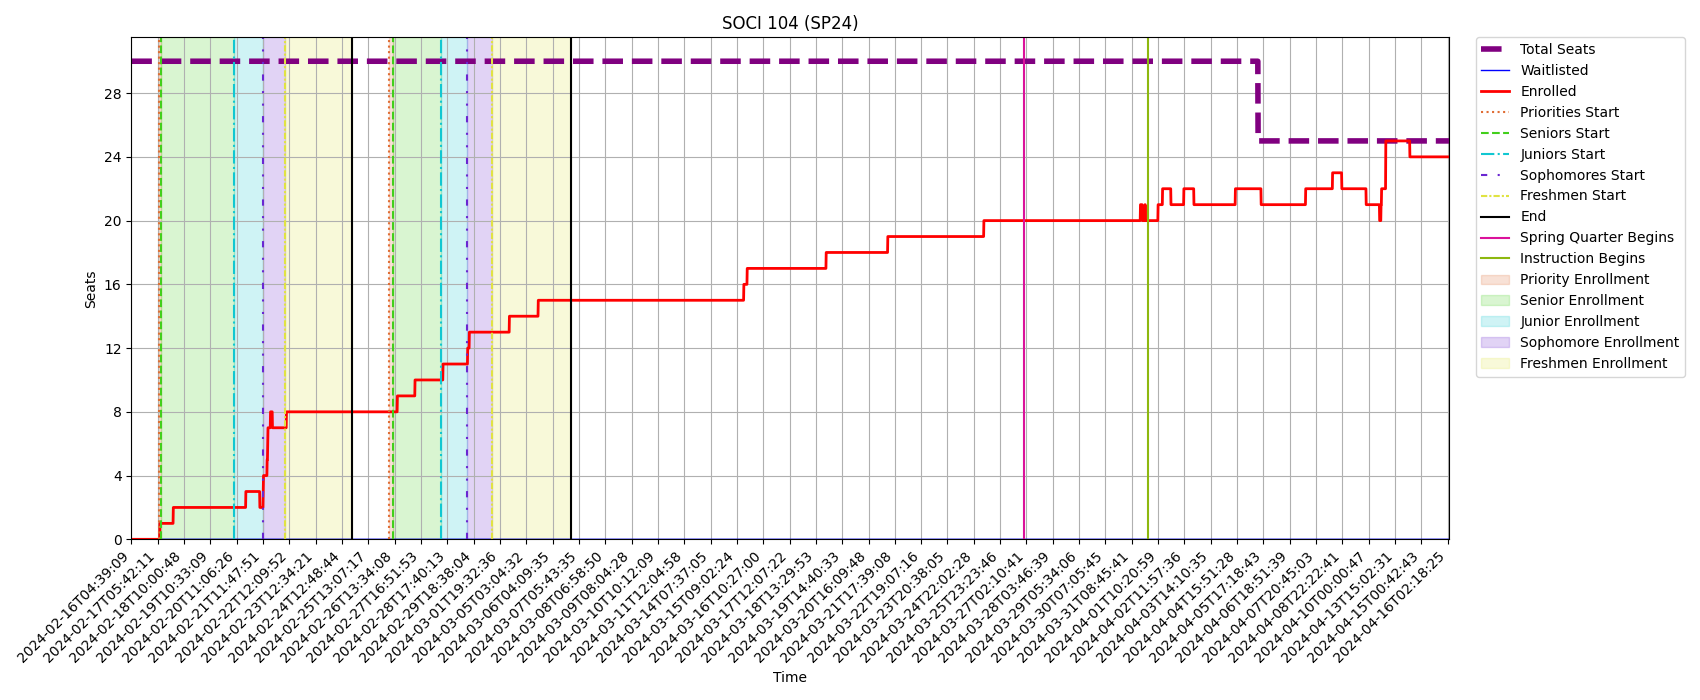 SOCI 104 (SP24)
Seats
28
24
20
16
12
8
4
0
2024-02-16T04:39:09
2024-02-17T05:42:11
2024-02-18T10:00:48
2024-02-19T10:33:09
2024-02-20T11:06:26
2024-02-21T11:47:51
2024-02-22T12:09:52
2024-02-23T12:34:21
2024-02-24T12:48:44
2024-02-25T13:07:17
2024-02-26T13:34:08
2024-02-27T16:51:53
2024-02-28T17:40:13
2024-02-29T18:38:04
2024-03-01T19:32:36
2024-03-05T03:04:32
2024-03-06T04:09:35
2024-03-07T05:43:35
2024-03-08T06:58:50
2024-03-09T08:04:28
2024-03-10T10:12:09
2024-03-11T12:04:58
2024-03-14T07:37:05
2024-03-15T09:02:24
2024-03-16T10:27:00
2024-03-17T12:07:22
2024-03-18T13:29:53
2024-03-19T14:40:33
2024-03-20T16:09:48
2024-03-21T17:39:08
2024-03-22T19:07:16
2024-03-23T20:38:05
2024-03-24T22:02:28
2024-03-25T23:23:46
2024-03-27T02:10:41
2024-03-28T03:46:39
2024-03-29T05:34:06
2024-03-30T07:05:45
2024-03-31T08:45:41
2024-04-01T10:20:59
2024-04-02T11:57:36
2024-04-03T14:10:35
2024-04-04T15:51:28
2024-04-05T17:18:43
2024-04-06T18:51:39
2024-04-07T20:45:03
2024-04-08T22:22:41
2024-04-10T00:00:47
2024-04-13T15:02:31
2024-04-15T00:42:43
2024-04-16T02:18:25
Time
Total Seats
Waitlisted
Enrolled
Priorities Start
Seniors Start
Juniors Start
Sophomores Start
Freshmen Start
End
Spring Quarter Begins
Instruction Begins
Priority Enrollment
Senior Enrollment
Junior Enrollment
Sophomore Enrollment
Freshmen Enrollment